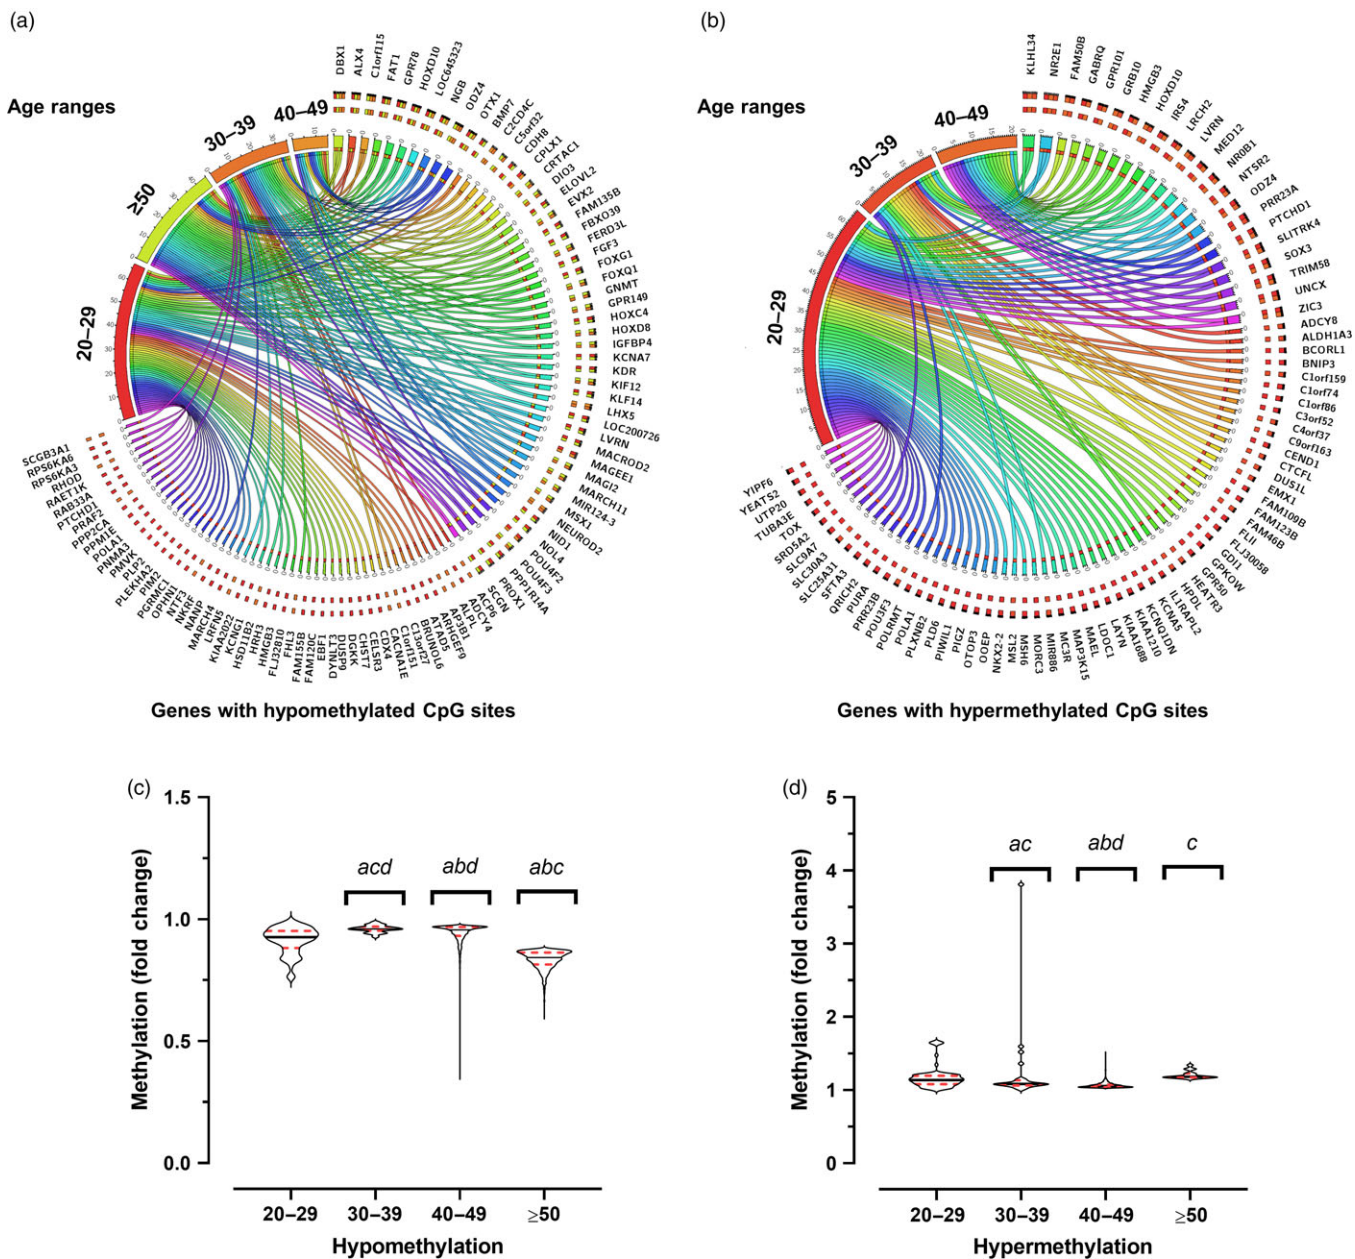 (a)
Age ranges
20–29
≥50
30–39
40–49
DBX1
ALX4
C1orf115
FAT1
GPR78
HOXD10
LOC645323
NGB
ODZ4
OTX1
BMP7
C2CD4C
C5orf32
CDH8
CPLX1
CRTAC1
DIO3
ELOVL2
EVX2
FAM135B
FBXO39
FERD3L
FGF3
FOXG1
FOXQ1
GNMT
GPR149
HOXC4
HOXD8
IGFBP4
KCNA7
KDR
KIF12
KLF14
LHX5
LOC200726
LVRN
MACROD2
MAGEE1
MAGI2
MARCH11
MIR124-3
MSX1
NEUROD2
NID1
NOL4
POU4F2
POU4F3
PPP1R14A
PROX1
SCGN
ACP6
ADCY4
ALPL
AP3B1
ARHGEF9
ATAD5
BRUNOL6
C13orf27
C1orf151
CACNA1E
CDX4
CELSR3
CHST7
DGKK
DUSP9
DYNLT3
EBF1
FAM120C
FAM155B
FHL3
FLJ32810
HMGB3
HRH3
HSD11B2
KCNG1
KIAA2022
LRFN5
MARCH4
NANP
NKRF
NTF3
OPHN1
PGRMC1
PIM2
PLEKHA2
PLP2
PMVK
PNMA3
POLA1
PPM1E
PPP2CA
PRAF2
PTCHD1
RAB33A
RAET1K
RHOD
RPS6KA3
RPS6KA6
SCGB3A1
Genes with hypomethylated CpG sites
(b)
Age ranges
20–29
30–39
40–49
KLHL34
NR2E1
FAM50B
GABRQ
GPR101
GRB10
HMGB3
HOXD10
IRS4
LRCH2
LVRN
MED12
NR0B1
NTSR2
ODZ4
PRR23A
PTCHD1
SLITRK4
SOX3
TRIM58
UNCX
ZIC3
ADCY8
ALDH1A3
BCORL1
BNIP3
C1orf159
C1orf74
C1orf86
C3orf52
C4orf37
C9orf163
CEND1
CTCFL
DUS1L
EMX1
FAM109B
FAM123B
FAM46B
FLII
FLJ30058
GDI1
GPKOW
GPR50
HEATR3
HPDL
IL1RAPL2
KCNA5
KCNQ1DN
KIAA1210
KIAA1688
LAYN
LDOC1
MAEL
MAP3K15
MC3R
MIR886
MORC3
MSH6
MSL2
NKX2-2
OOEP
OTOP3
PIGZ
PIWIL1
PLD6
PLXNB2
POLA1
POLRMT
POU3F3
PRR23B
PURA
QRICH2
SFTA3
SLC25A31
SLC30A3
SLC9A7
SRD5A2
TOX
TUBA3E
UTP20
YEATS2
YIPF6
Genes with hypermethylated CpG sites
(c)
Methylation (fold change)
1.5
1.0
0.5
0.0
acd
abd
abc
20–29
30–39
40–49
≥50
Hypomethylation
(d)
Methylation (fold change)
5
4
3
2
1
0
ac
abd
c
20–29
30–39
40–49
≥50
Hypermethylation